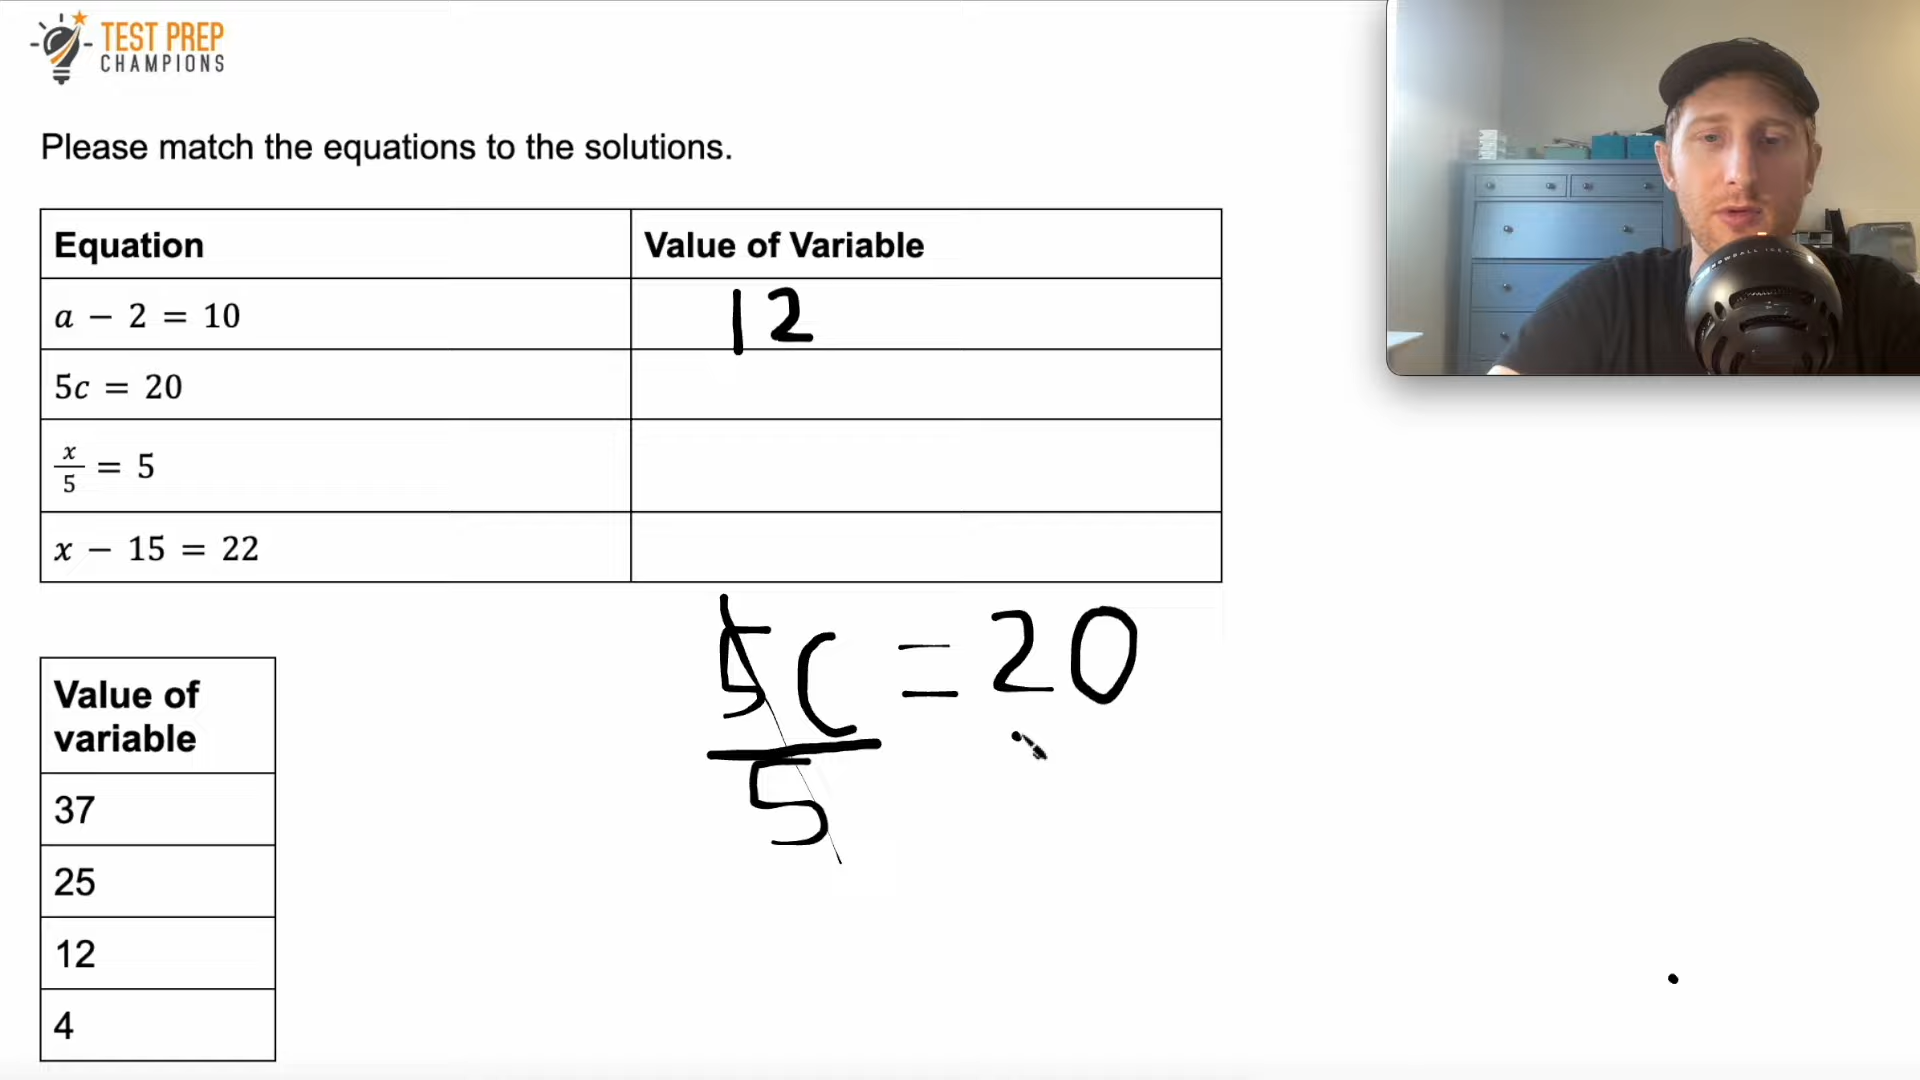 TEST PREP
CHAMPIONS
Please match the equations to the solutions.
Equation Value of Variable
a − 2 = 10 12
5c = 20
x/5 = 5
x − 15 = 22
5c = 20
5
Value of
variable
37
25
12
4